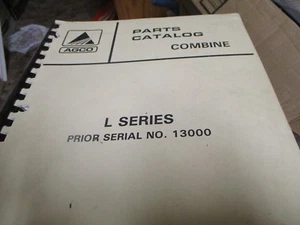 AGCO
PARTS
CATALOG
COMBINE
L SERIES
PRIOR SERIAL NO. 13000